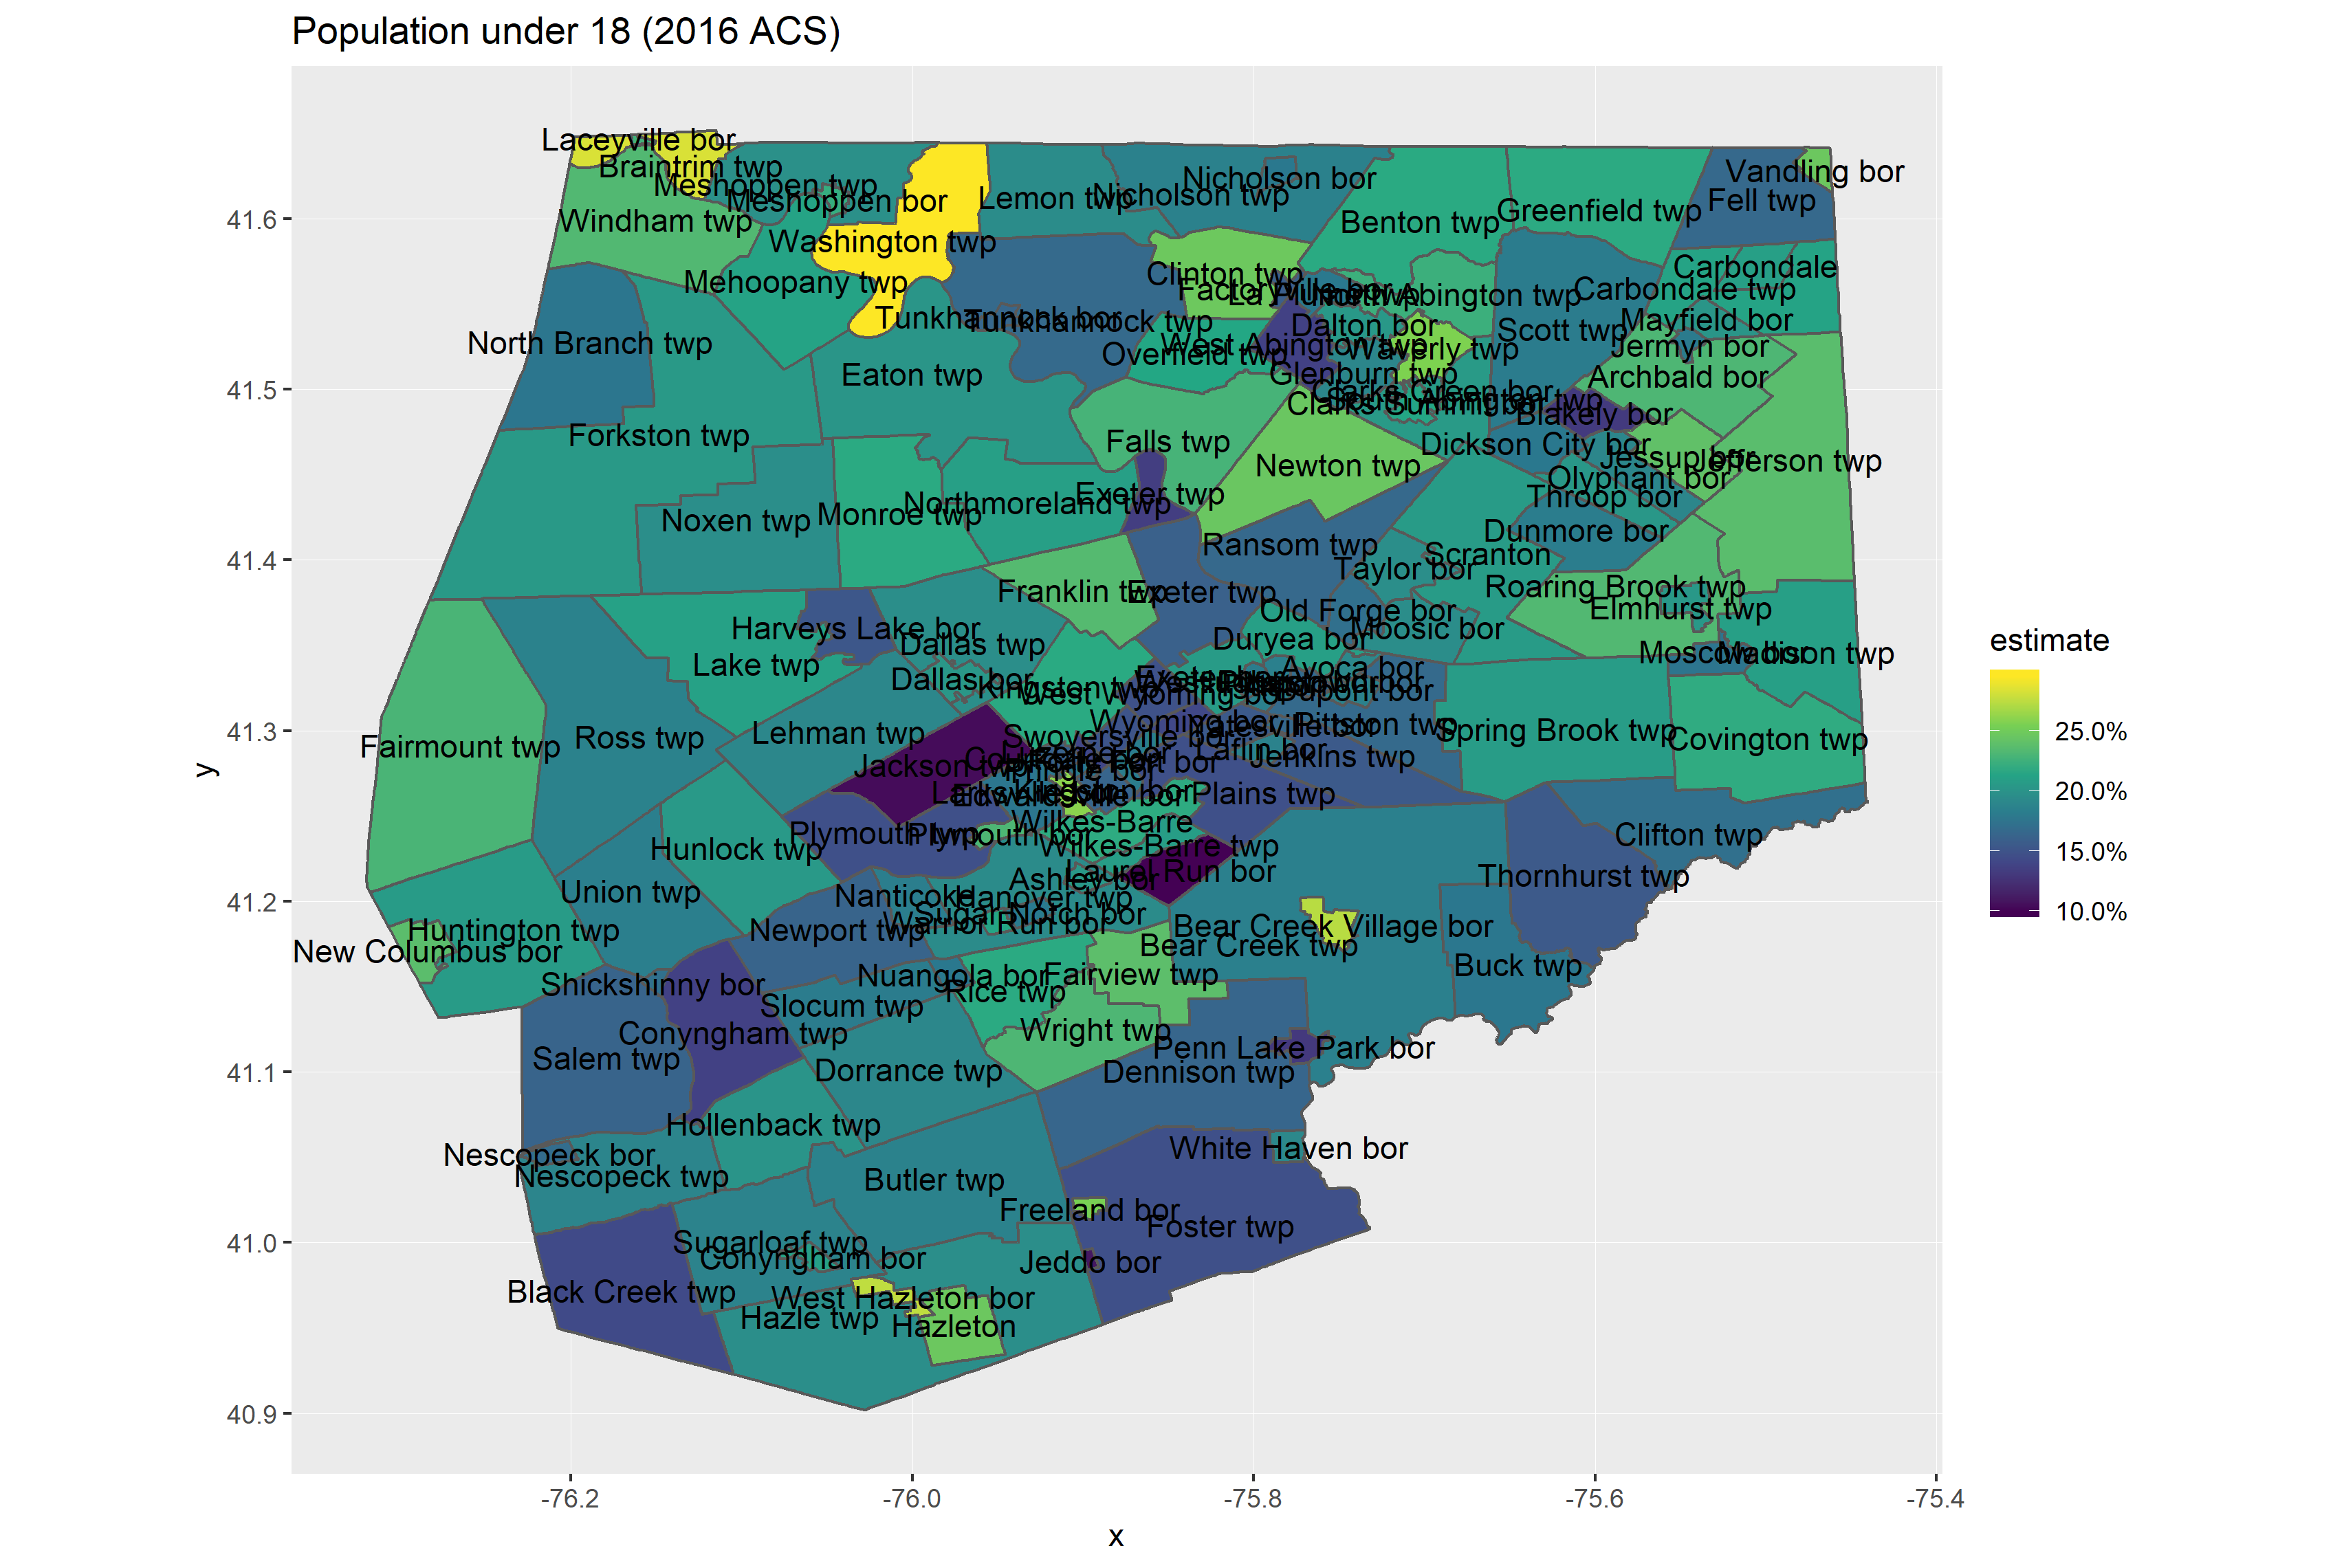 Population under 18 (2016 ACS)
Laceyville bor
Braintrim twp
Meshoppen twp
Meshoppen bor
Windham twp
Washington twp
Mehoopany twp
Lemon twp
Nicholson twp
Nicholson bor
Benton twp
Greenfield twp
Vandling bor
Fell twp
Carbondale
Carbondale twp
Clinton twp
Factoryville bor
La Plume twp
North Abington twp
Scott twp
Mayfield bor
Jermyn bor
Archbald bor
North Branch twp
Tunkhannock bor
Tunkhannock twp
Eaton twp
Overfield twp
West Abington twp
Dalton bor
Waverly twp
Glenburn twp
Clarks Green bor
South Abington twp
Clarks Summit bor
Blakely bor
Forkston twp
Falls twp
Newton twp
Dickson City bor
Jessup bor
Jefferson twp
Olyphant bor
Throop bor
Noxen twp
Monroe twp
Northmoreland twp
Exeter twp
Dunmore bor
Ransom twp
Scranton
Taylor bor
Roaring Brook twp
Elmhurst twp
Franklin twp
Exeter twp
Old Forge bor
Moosic bor
Duryea bor
Moscow bor
Madison twp
Harveys Lake bor
Dallas twp
Lake twp
Dallas bor
Kingston twp
West Wyoming bor
Avoca bor
Dupont bor
Wyoming bor
Yatesville bor
Pittston twp
Spring Brook twp
Covington twp
Fairmount twp
Ross twp
Lehman twp
Swoyersville bor
Laflin bor
Jenkins twp
Jackson twp
Pringle bor
Kingston bor
Edwardsville bor
Plains twp
Plymouth twp
Plymouth bor
Wilkes-Barre
Wilkes-Barre twp
Laurel Run bor
Clifton twp
Thornhurst twp
Hunlock twp
Union twp
Nanticoke
Ashley bor
Hanover twp
Sugar Notch bor
Warrior Run bor
Newport twp
Huntington twp
New Columbus bor
Bear Creek Village bor
Bear Creek twp
Buck twp
Shickshinny bor
Nuangola bor
Fairview twp
Rice twp
Slocum twp
Conyngham twp
Wright twp
Salem twp
Dorrance twp
Penn Lake Park bor
Dennison twp
Hollenback twp
Nescopeck bor
Nescopeck twp
White Haven bor
Butler twp
Freeland bor
Foster twp
Sugarloaf twp
Conyngham bor
Jeddo bor
Black Creek twp
West Hazleton bor
Hazle twp
Hazleton
41.6
41.5
41.4
41.3
41.2
41.1
41.0
40.9
y
-76.2
-76.0
-75.8
-75.6
-75.4
x
estimate
25.0%
20.0%
15.0%
10.0%